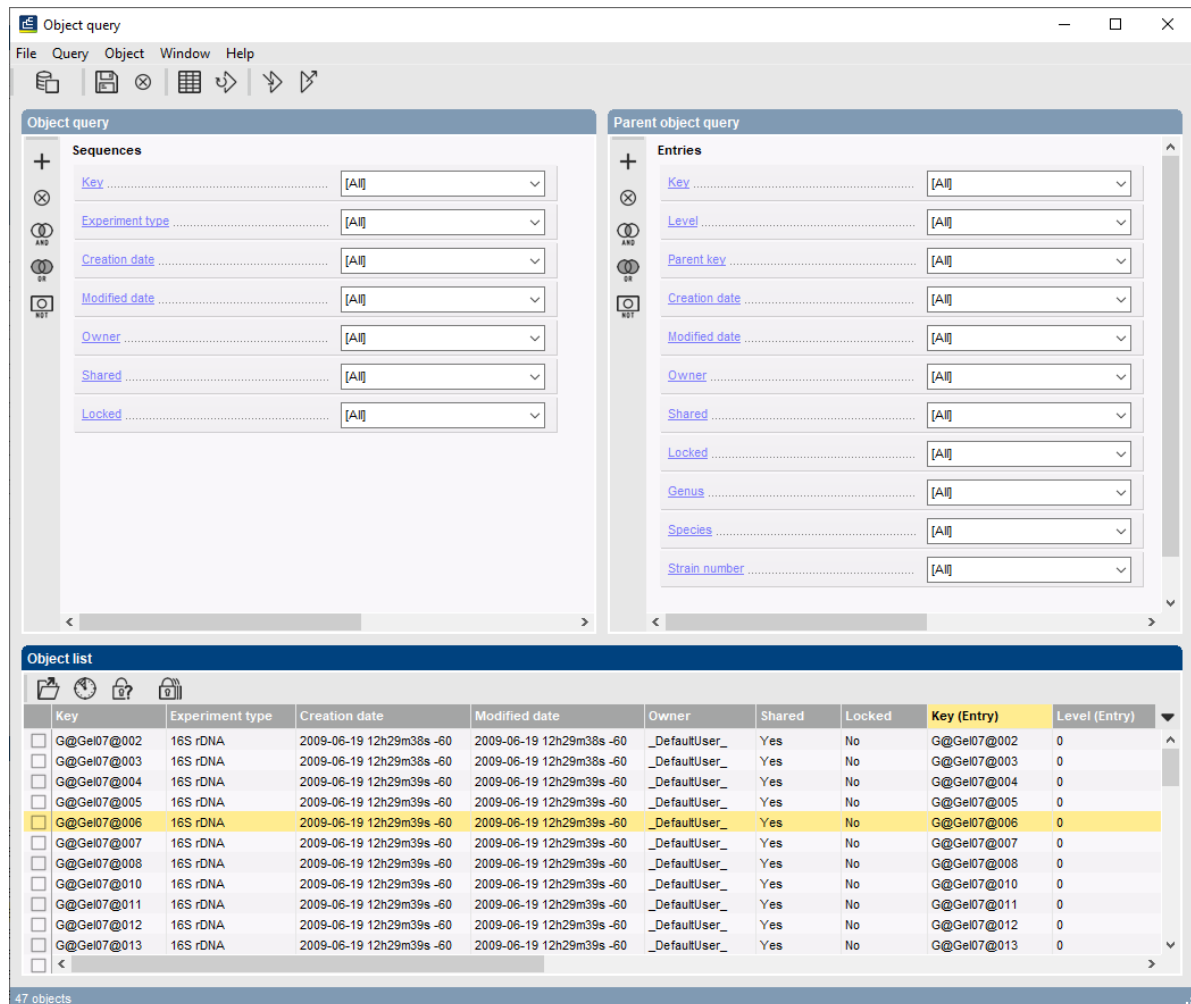 Object query
File Query Object Window Help
Object query
Sequences
Key [All]
Experiment type [All]
Creation date [All]
Modified date [All]
Owner [All]
Shared [All]
Locked [All]
Parent object query
Entries
Key [All]
Level [All]
Parent key [All]
Creation date [All]
Modified date [All]
Owner [All]
Shared [All]
Locked [All]
Genus [All]
Species [All]
Strain number [All]
AND
OR
NOT
AND
OR
NOT
Object list
Key Experiment type Creation date Modified date Owner Shared Locked Key (Entry) Level (Entry)
G@Gel07@002 16S rDNA 2009-06-19 12h29m38s -60 2009-06-19 12h29m38s -60 _DefaultUser_ Yes No G@Gel07@002 0
G@Gel07@003 16S rDNA 2009-06-19 12h29m38s -60 2009-06-19 12h29m38s -60 _DefaultUser_ Yes No G@Gel07@003 0
G@Gel07@004 16S rDNA 2009-06-19 12h29m39s -60 2009-06-19 12h29m39s -60 _DefaultUser_ Yes No G@Gel07@004 0
G@Gel07@005 16S rDNA 2009-06-19 12h29m39s -60 2009-06-19 12h29m39s -60 _DefaultUser_ Yes No G@Gel07@005 0
G@Gel07@006 16S rDNA 2009-06-19 12h29m39s -60 2009-06-19 12h29m39s -60 _DefaultUser_ Yes No G@Gel07@006 0
G@Gel07@007 16S rDNA 2009-06-19 12h29m39s -60 2009-06-19 12h29m39s -60 _DefaultUser_ Yes No G@Gel07@007 0
G@Gel07@008 16S rDNA 2009-06-19 12h29m39s -60 2009-06-19 12h29m39s -60 _DefaultUser_ Yes No G@Gel07@008 0
G@Gel07@010 16S rDNA 2009-06-19 12h29m39s -60 2009-06-19 12h29m39s -60 _DefaultUser_ Yes No G@Gel07@010 0
G@Gel07@011 16S rDNA 2009-06-19 12h29m39s -60 2009-06-19 12h29m39s -60 _DefaultUser_ Yes No G@Gel07@011 0
G@Gel07@012 16S rDNA 2009-06-19 12h29m39s -60 2009-06-19 12h29m39s -60 _DefaultUser_ Yes No G@Gel07@012 0
G@Gel07@013 16S rDNA 2009-06-19 12h29m39s -60 2009-06-19 12h29m39s -60 _DefaultUser_ Yes No G@Gel07@013 0
47 objects